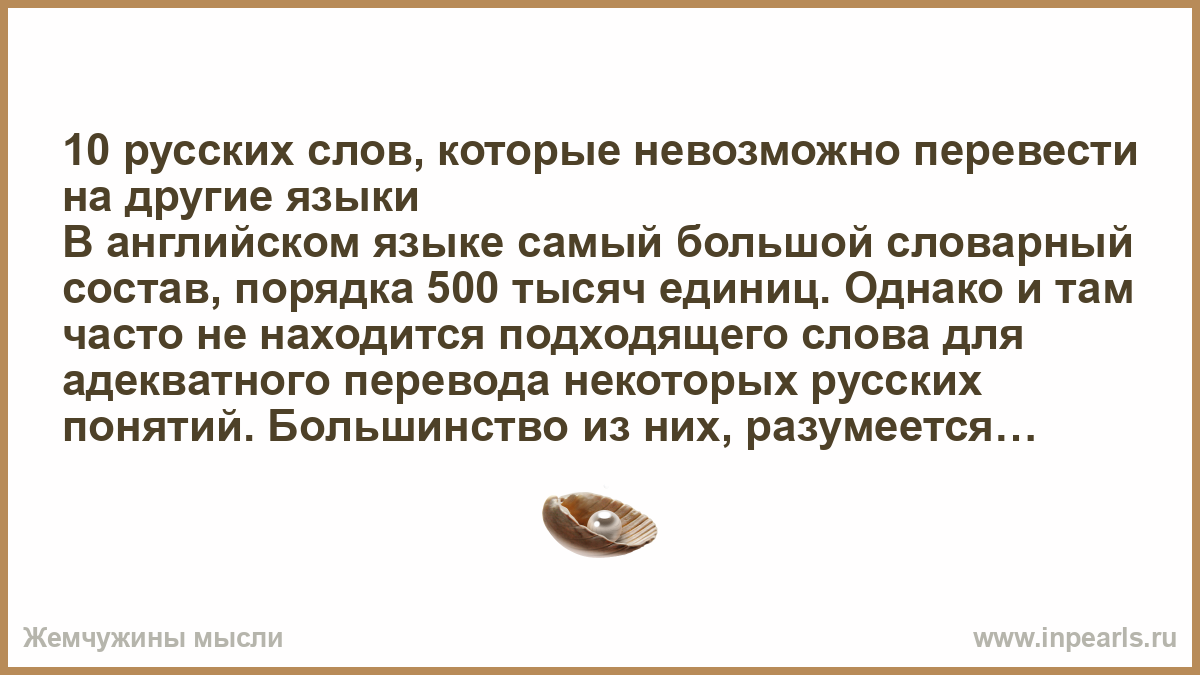 10 русских слов, которые невозможно перевести
на другие языки
В английском языке самый большой словарный
состав, порядка 500 тысяч единиц. Однако и там
часто не находится подходящего слова для
адекватного перевода некоторых русских
понятий. Большинство из них, разумеется…
Жемчужины мысли
www.inpearls.ru